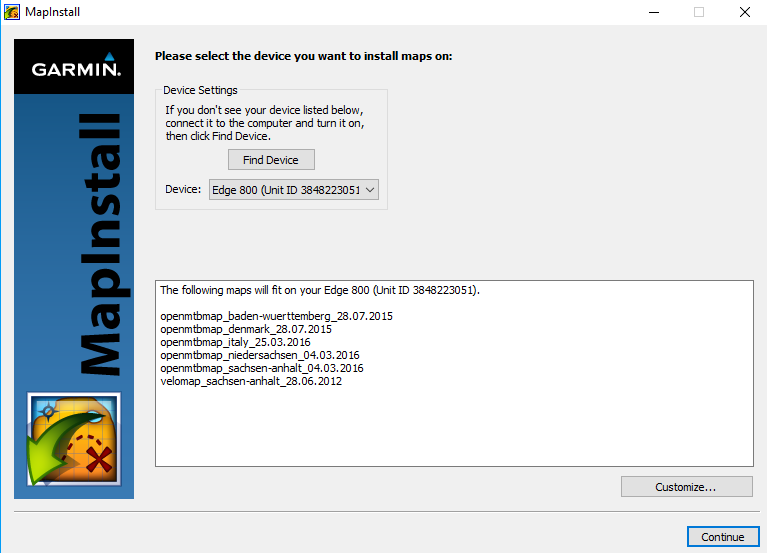 MapInstall
GARMIN.
MapInstall
Please select the device you want to install maps on:
Device Settings
If you don't see your device listed below,
connect it to the computer and turn it on,
then click Find Device.
Find Device
Device: Edge 800 (Unit ID 3848223051
The following maps will fit on your Edge 800 (Unit ID 3848223051).
openmtbmap_baden-wuerttemberg_28.07.2015
openmtbmap_denmark_28.07.2015
openmtbmap_italy_25.03.2016
openmtbmap_niedersachsen_04.03.2016
openmtbmap_sachsen-anhalt_04.03.2016
velomap_sachsen-anhalt_28.06.2012
Customize...
Continue